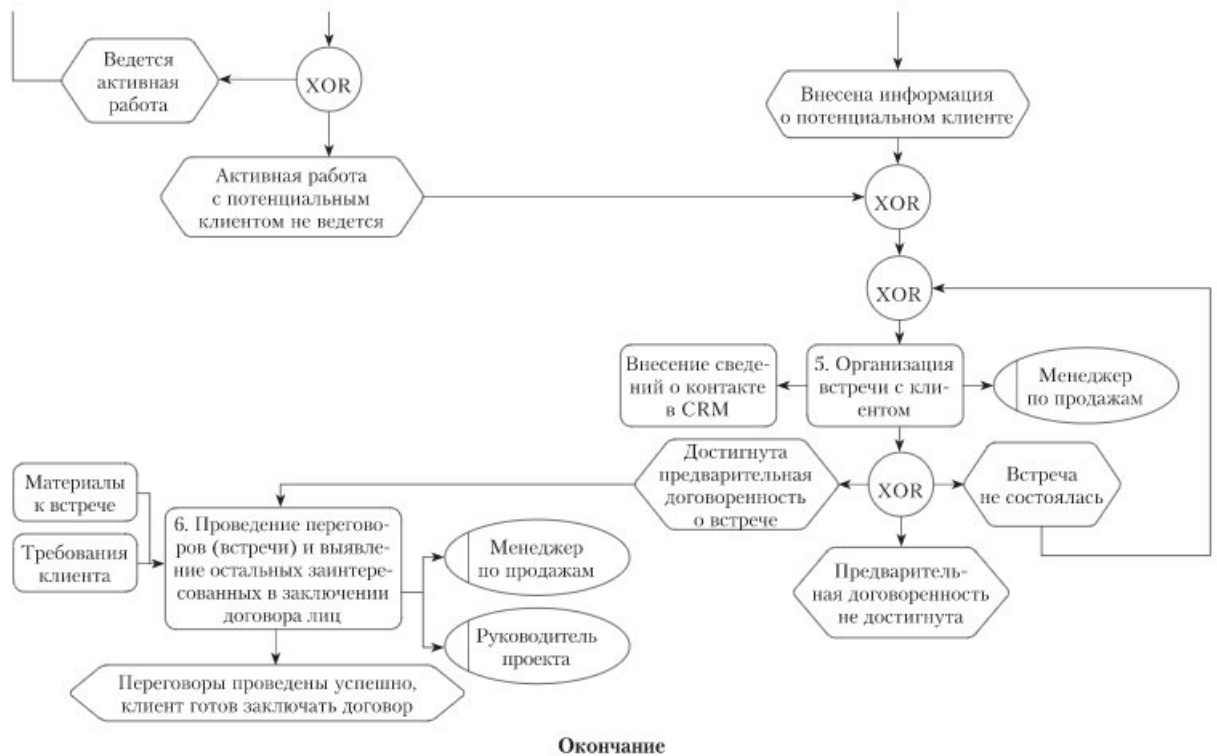 Ведется
активная
работа
XOR
Внесена информация
о потенциальном клиенте
Активная работа
с потенциальным
клиентом не ведется
XOR
XOR
Внесение сведе-
ний о контакте
в CRM
5. Организация
встречи с кли-
ентом
Менеджер
по продажам
Достигнута
предварительная
договоренность
о встрече
XOR
Встреча
не состоялась
Материалы
к встрече
Требования
клиента
6. Проведение перегово-
ров (встречи) и выявле-
ние остальных заинтере-
сованных в заключении
договора лиц
Менеджер
по продажам
Руководитель
проекта
Предваритель-
ная договоренность
не достигнута
Переговоры проведены успешно,
клиент готов заключать договор
Окончание